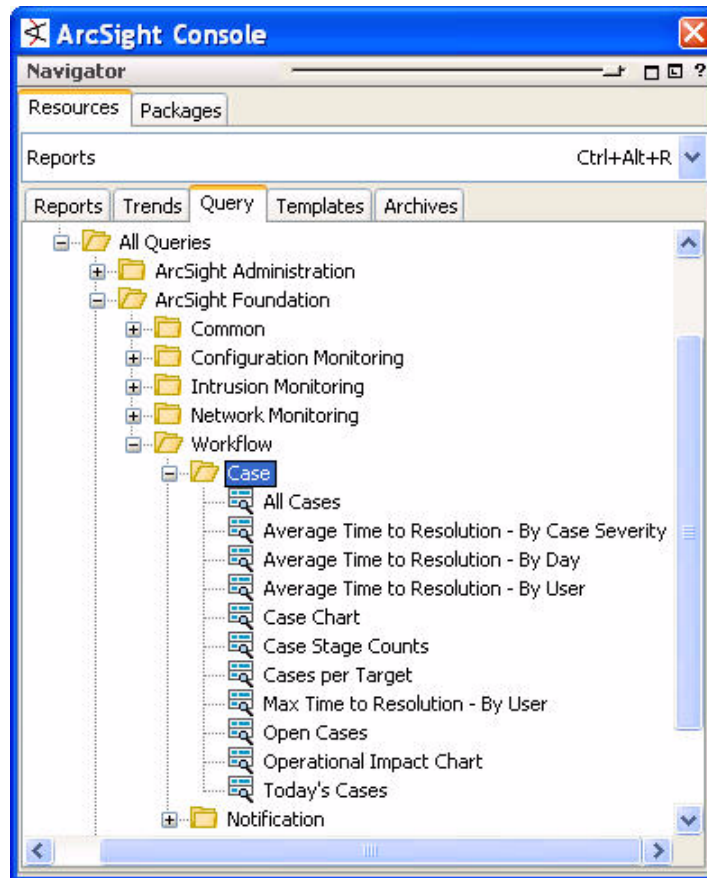 ArcSight Console
Navigator ?
Resources Packages
Reports Ctrl+Alt+R
Reports Trends Query Templates Archives
All Queries
ArcSight Administration
ArcSight Foundation
Common
Configuration Monitoring
Intrusion Monitoring
Network Monitoring
Workflow
Case
All Cases
Average Time to Resolution - By Case Severity
Average Time to Resolution - By Day
Average Time to Resolution - By User
Case Chart
Case Stage Counts
Cases per Target
Max Time to Resolution - By User
Open Cases
Operational Impact Chart
Today's Cases
Notification